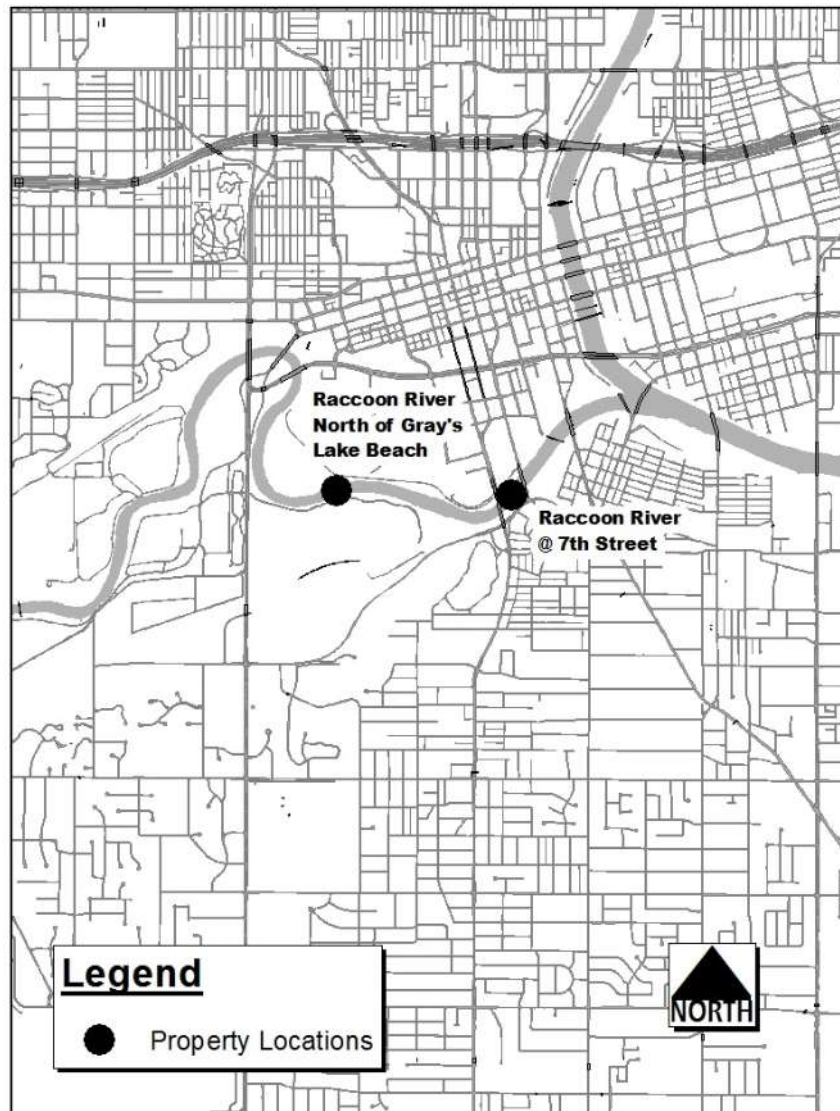 Raccoon River
North of Gray's
Lake Beach
Raccoon River
@ 7th Street
Legend
Property Locations
NORTH